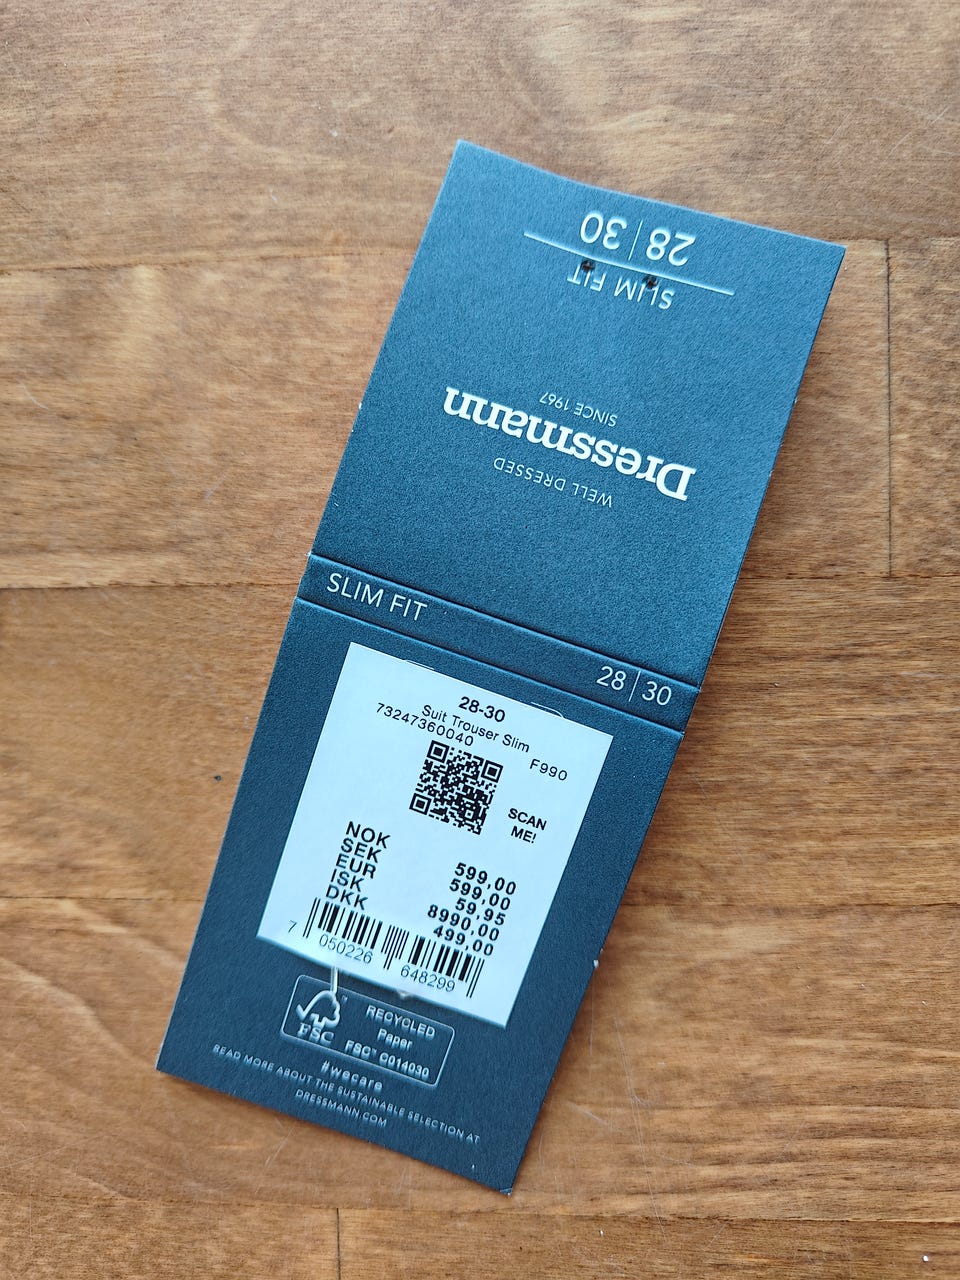 28 | 30
SLIM FIT
SINCE 1967
Dressmann
WELL DRESSED
SLIM FIT
28 | 30
28-30
Suit Trouser Slim
73247360040
F990
SCAN
ME!
NOK 599,00
SEK 599,00
EUR 59,95
ISK 8990,00
DKK 499,00
7 050226 648299
FSC™
RECYCLED
Paper
FSC™ C014030
#wecare
READ MORE ABOUT THE SUSTAINABLE SELECTION AT
DRESSMANN.COM